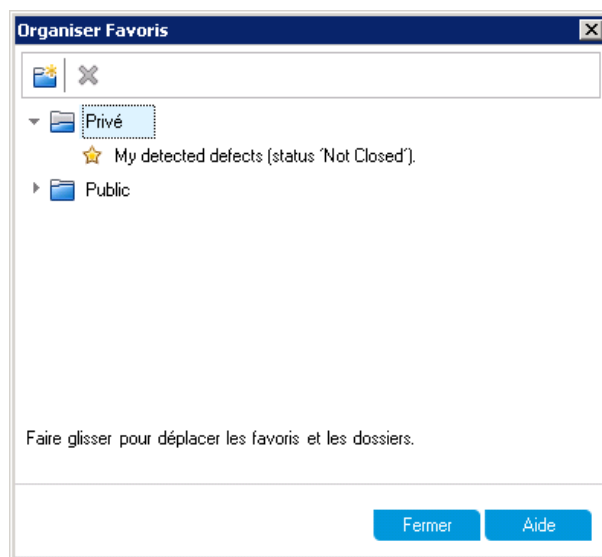 Organiser Favoris
Privé
My detected defects (status 'Not Closed').
Public
Faire glisser pour déplacer les favoris et les dossiers.
Fermer Aide